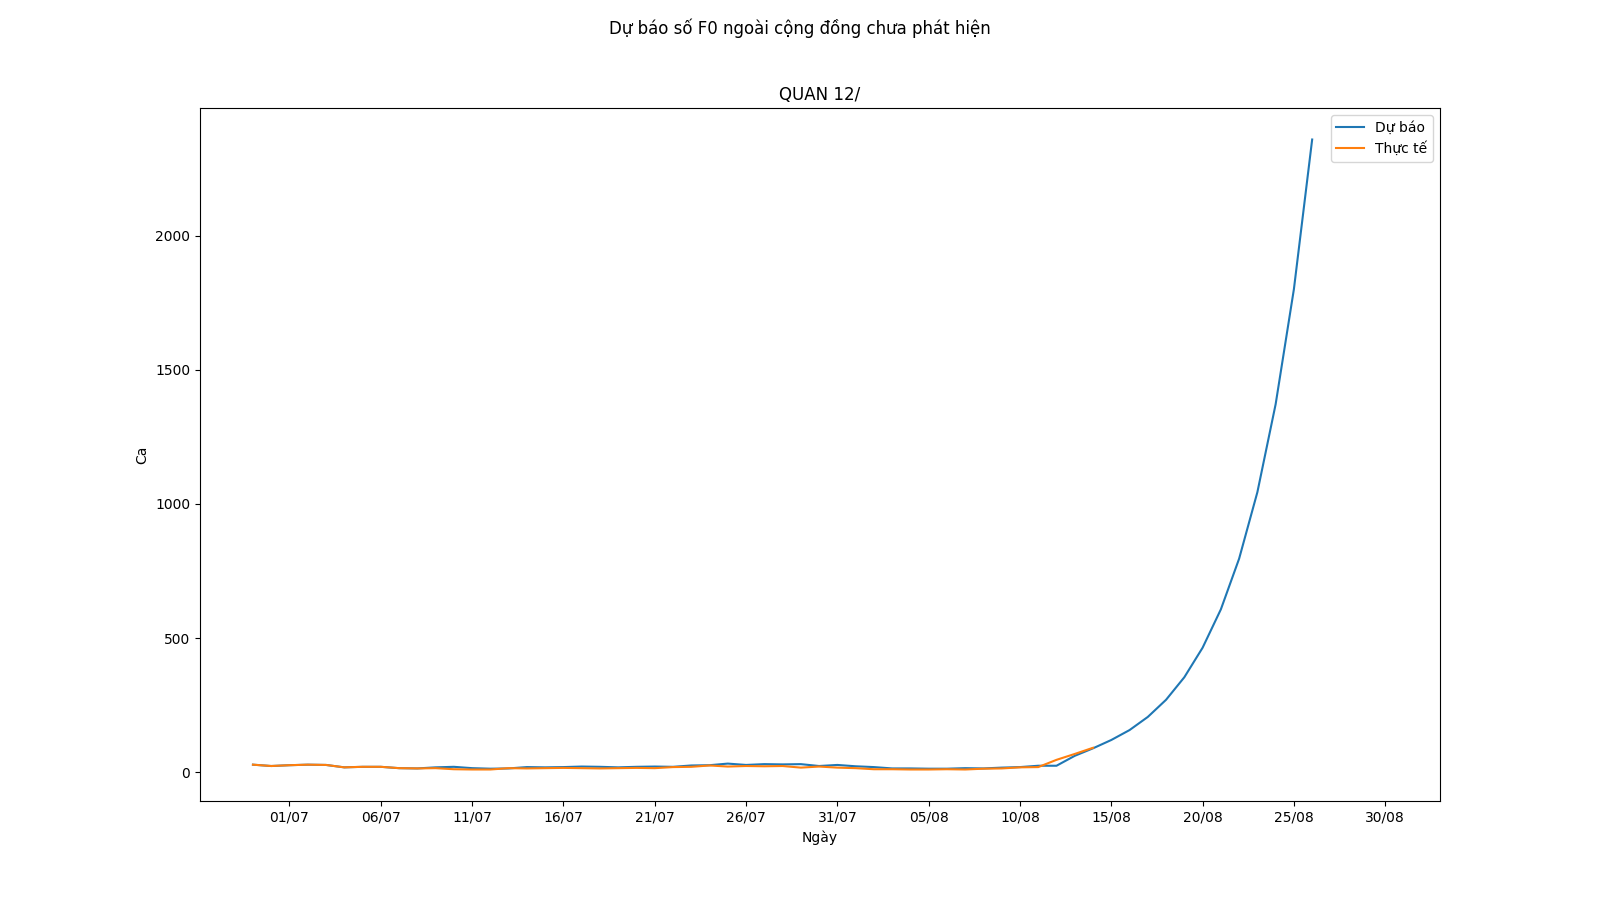 Dự báo số F0 ngoài cộng đồng chưa phát hiện
QUAN 12/
Dự báo
Thực tế
2000
1500
1000
500
0
Ca
01/07 06/07 11/07 16/07 21/07 26/07 31/07 05/08 10/08 15/08 20/08 25/08 30/08
Ngày